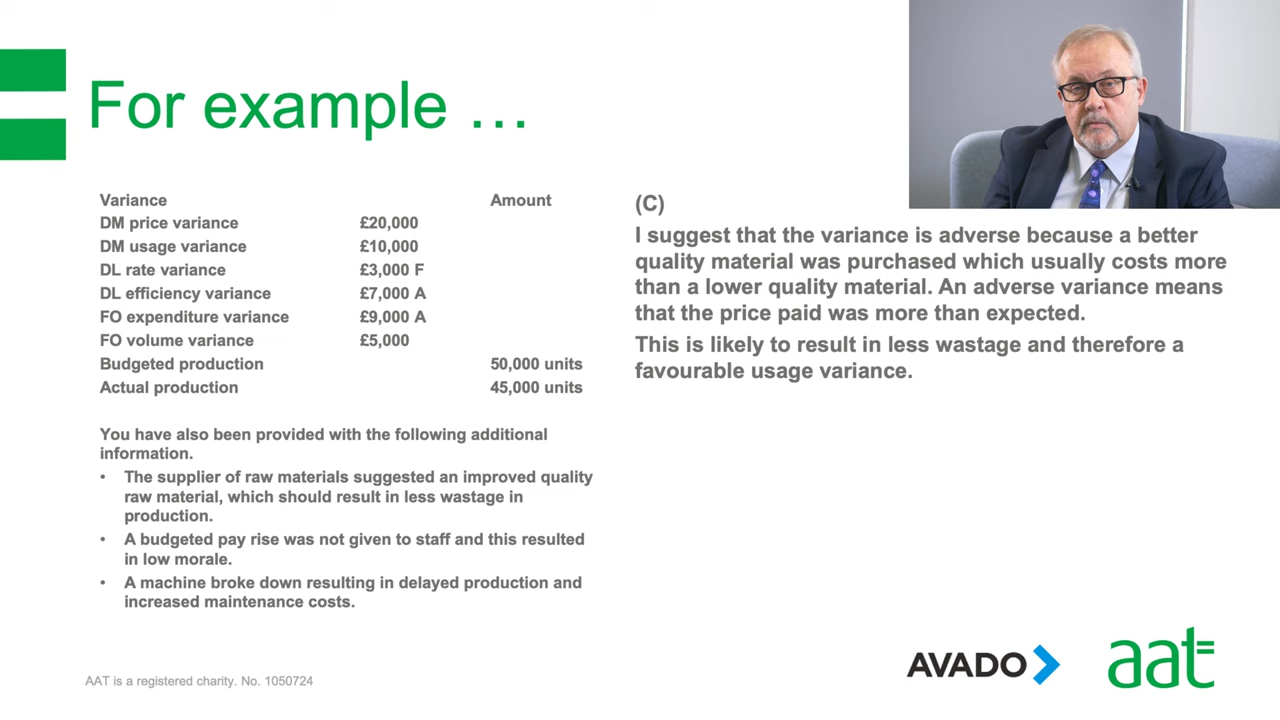 For example …
Variance Amount
DM price variance £20,000
DM usage variance £10,000
DL rate variance £3,000 F
DL efficiency variance £7,000 A
FO expenditure variance £9,000 A
FO volume variance £5,000
Budgeted production 50,000 units
Actual production 45,000 units
You have also been provided with the following additional
information.
• The supplier of raw materials suggested an improved quality
raw material, which should result in less wastage in
production.
• A budgeted pay rise was not given to staff and this resulted
in low morale.
• A machine broke down resulting in delayed production and
increased maintenance costs.
(C)
I suggest that the variance is adverse because a better
quality material was purchased which usually costs more
than a lower quality material. An adverse variance means
that the price paid was more than expected.
This is likely to result in less wastage and therefore a
favourable usage variance.
AAT is a registered charity. No. 1050724
AVADO
aat